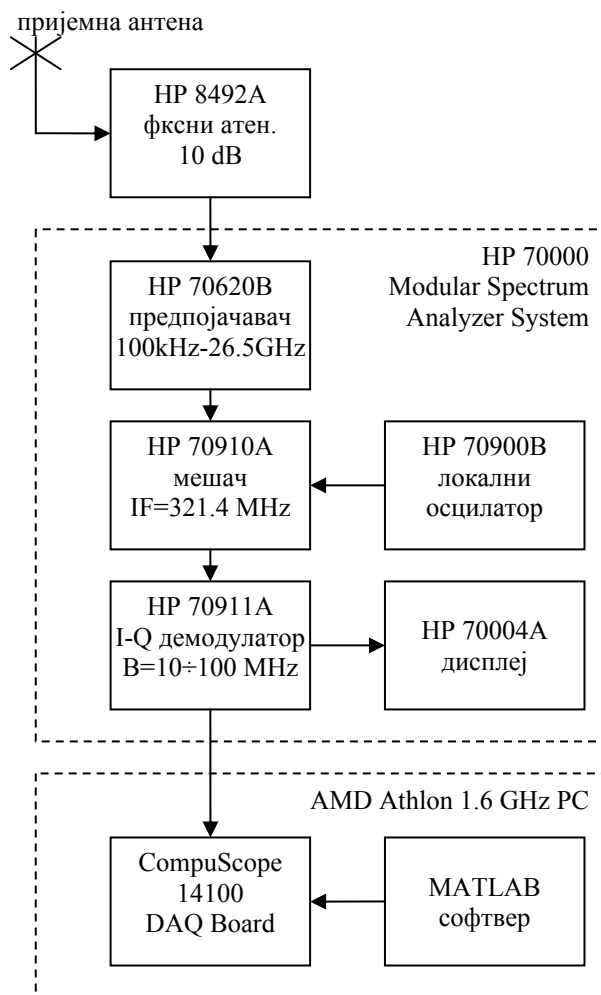 пријемна антена
HP 8492A
фксни атен.
10 dB
HP 70000
Modular Spectrum
Analyzer System
HP 70620B
предпојачавач
100kHz-26.5GHz
HP 70910A
мешач
IF=321.4 MHz
HP 70900B
локални
осцилатор
HP 70911A
I-Q демодулатор
B=10÷100 MHz
HP 70004A
дисплеј
AMD Athlon 1.6 GHz PC
CompuScope
14100
DAQ Board
MATLAB
софтвер